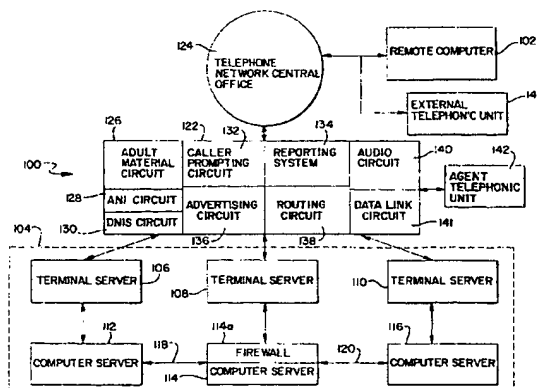 124
TELEPHONE
NETWORK CENTRAL
OFFICE
REMOTE COMPUTER
102
EXTERNAL
TELEPHONIC UNIT
14
126
122
132
134
140
142
100
ADULT
MATERIAL
CIRCUIT
CALLER
PROMPTING
CIRCUIT
REPORTING
SYSTEM
AUDIO
CIRCUIT
AGENT
TELEPHONIC
UNIT
128
ANI CIRCUIT
130
DNIS CIRCUIT
ADVERTISING
CIRCUIT
ROUTING
CIRCUIT
DATA LINK
CIRCUIT
104
136
138
141
TERMINAL SERVER
106
TERMINAL SERVER
108
TERMINAL SERVER
110
112
114a
116
COMPUTER SERVER
118
FIREWALL
COMPUTER SERVER
114
120
COMPUTER SERVER